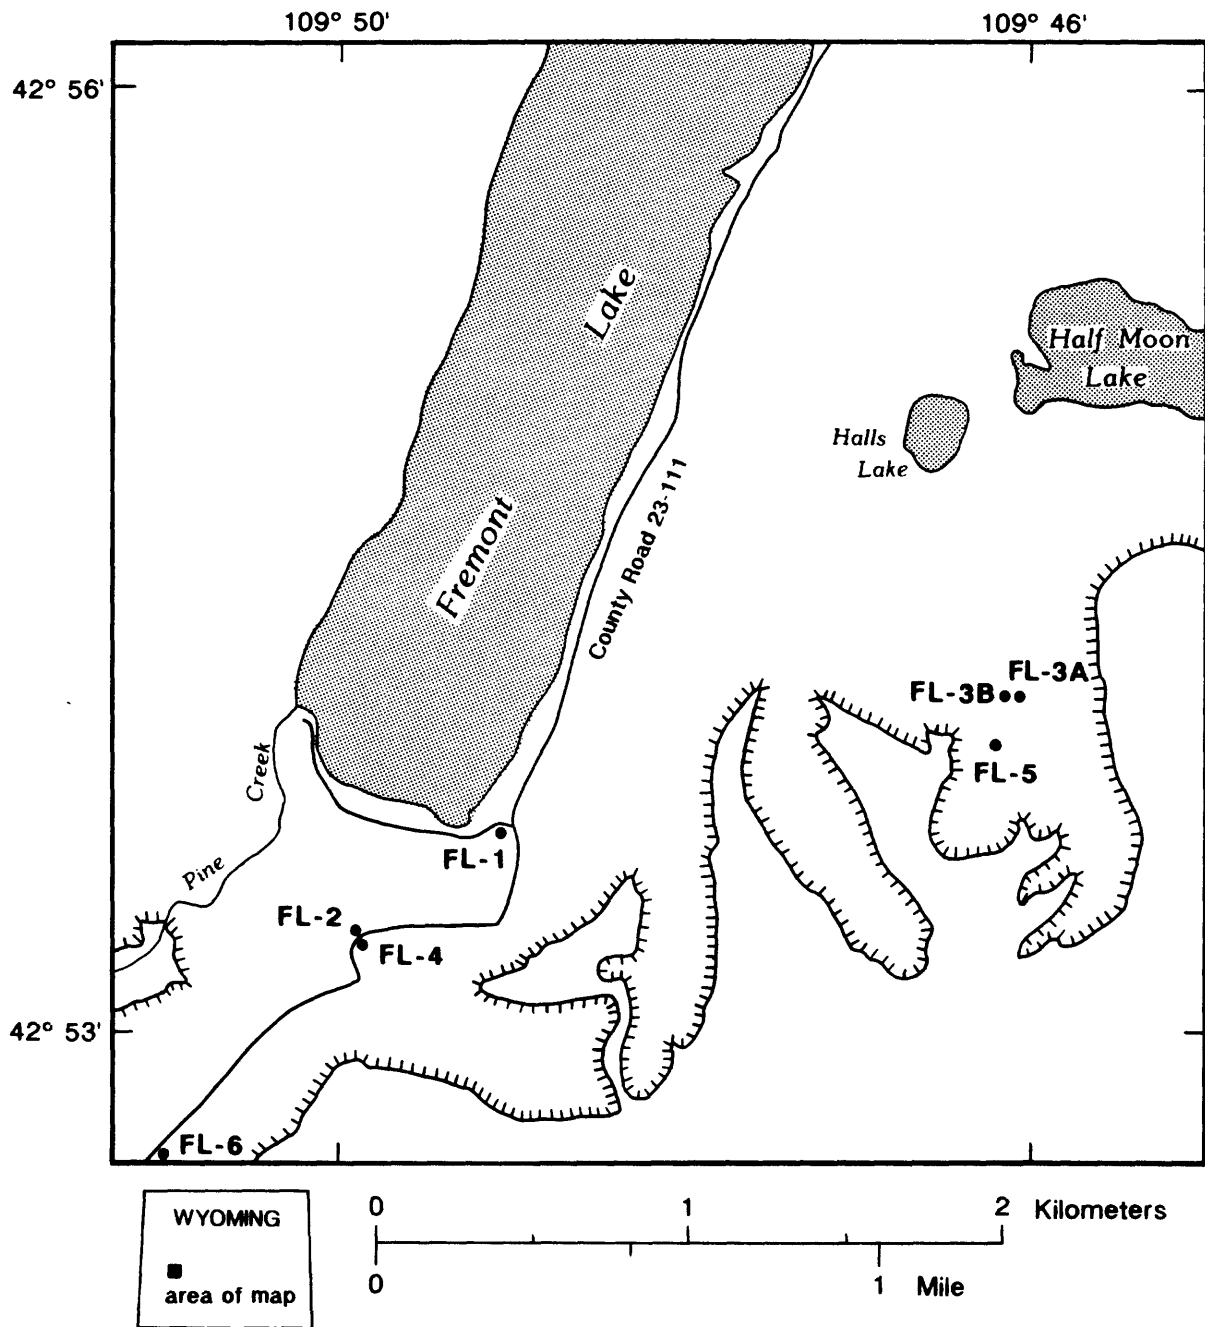 109° 50'
109° 46'
42° 56'
Lake
Half Moon
Lake
Halls
Lake
Fremont
County Road 23-111
FL-3A
FL-3B
FL-5
Creek
Pine
FL-1
FL-2
FL-4
42° 53'
FL-6
WYOMING
area of map
0 1 2 Kilometers
0 1 Mile